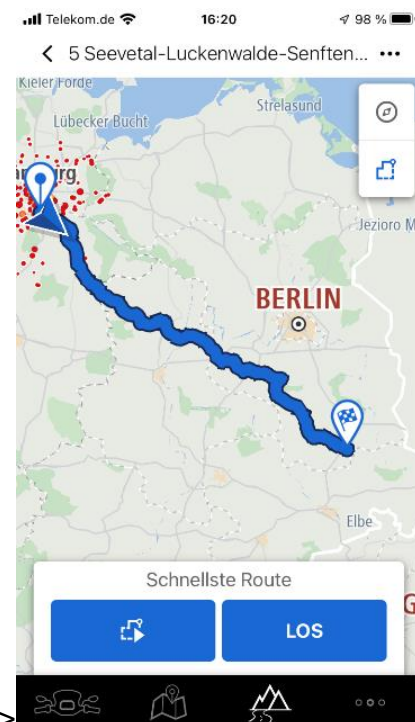 Telekom.de 16:20 98 %
5 Seevetal-Luckenwalde-Senften...
Kieler Förde
Strelasund
Lübecker Bucht
urg
Jezioro M
BERLIN
Elbe
G
Schnellste Route
LOS
>